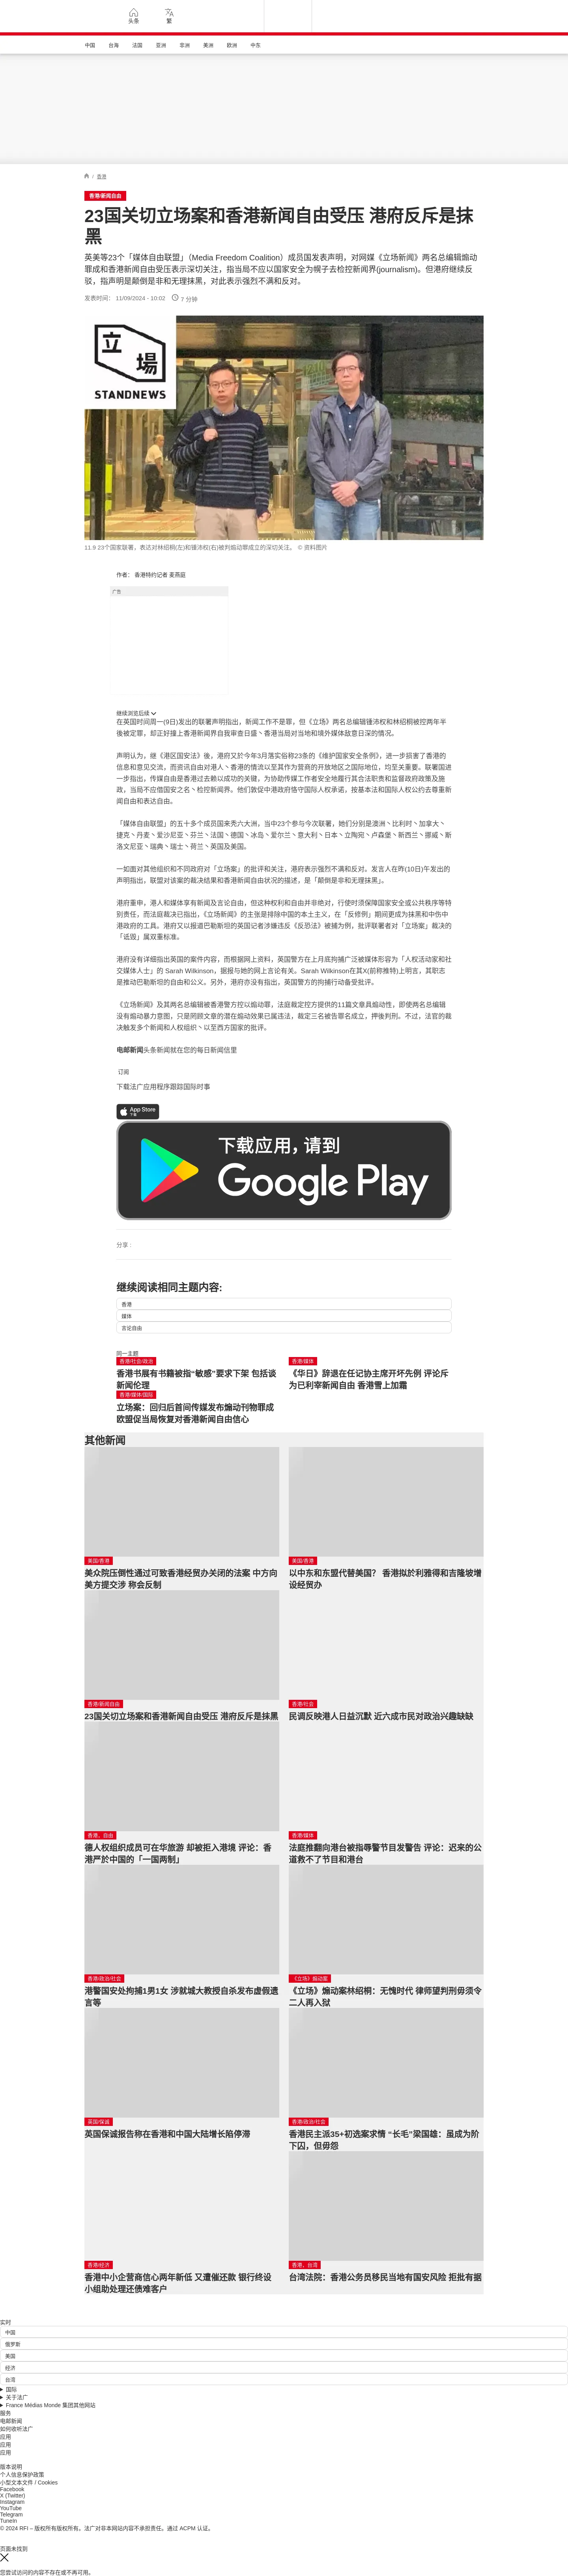 头条
繁
中国
台海
法国
亚洲
非洲
美洲
欧洲
中东
/ 香港
香港/新闻自由
23国关切立场案和香港新闻自由受压 港府反斥是抹
黑
英美等23个「媒体自由联盟」（Media Freedom Coalition）成员国发表声明，对网媒《立场新闻》两名总编辑煽动
罪成和香港新闻自由受压表示深切关注，指当局不应以国家安全为幌子去检控新闻界(journalism)。但港府继续反
驳，指声明是颠倒是非和无理抹黑，对此表示强烈不满和反对。
发表时间： 11/09/2024 - 10:02
7 分钟
立場
STANDNEWS
11.9 23个国家跋署，表达对林绍桐(左)和锺沛权(右)被判煽动罪成立的深切关注。 © 资料图片
作者： 香港特约记者 麦燕庭
广告
继续浏览后续
在英国时间周一(9日)发出的联署声明指出，新闻工作不是罪，但《立场》两名总编辑锺沛权和林绍桐被控两年半
後被定罪，却正好撞上香港新闻界自我审查日盛丶香港当局对当地和境外媒体敌意日深的情况。
声明认为，继《港区国安法》後，港府又於今年3月落实俗称23条的《维护国家安全条例》，进一步损害了香港的
信息和意见交流，而资讯自由对港人丶香港的情以至其作为营商的开放地区之国际地位，均至关重要。联署国进
一步指出，传媒自由是香港过去赖以成功的关键，为协助传媒工作者安全地履行其合法职责和监督政府政策及施
政，当局不应借国安之名丶检控新闻界。他们敦促中港政府恪守国际人权承诺，按基本法和国际人权公约去尊重新
闻自由和表达自由。
「媒体自由联盟」的五十多个成员国来秃六大洲，当中23个参与今次联署，她们分别是澳洲丶比利时丶加拿大丶
捷克丶丹麦丶爱沙尼亚丶芬兰丶法国丶德国丶冰岛丶爱尔兰丶意大利丶日本丶立陶宛丶卢森堡丶新西兰丶挪威丶斯
洛文尼亚丶瑞典丶瑞士丶荷兰丶英国及美国。
一如面对其他组织和不同政府对「立场案」的批评和关注，港府表示强烈不满和反对。发言人在昨(10日)午发出的
声明指出，联盟对该案的裁决结果和香港新闻自由状况的描述，是「颠倒是非和无理抹黑」。
港府重申，港人和媒体享有新闻及言论自由，但这种权利和自由并非绝对，行使时须保障国家安全或公共秩序等特
别责任，而法庭裁决已指出，《立场新闻》的主张是排除中国的本土主义，在「反修例」期间更成为抹黑和中伤中
港政府的工具。港府又以报道巴勒斯坦的英国记者涉嫌违反《反恐法》被捕为例，批评联署者对「立场案」裁决的
「诋毁」属双重标准。
港府没有详细指出英国的案件内容，而根据网上资料，英国警方在上月底拘捕广泛被媒体形容为「人权活动家和社
交媒体人士」的 Sarah Wilkinson，据报与她的网上言论有关。Sarah Wilkinson在其X(前称推特)上明言，其职志
是推动巴勒斯坦的自由和公义。另外，港府亦没有指出，英国警方的拘捕行动备受批评。
《立场新闻》及其两名总编辑被香港警方控以煽动罪，法庭裁定控方提供的11篇文章具煽动性，即使两名总编辑
没有煽动暴力意图，只是罔顾文章的潜在煽动效果已属违法，裁定三名被告罪名成立，押後判刑。不过，法官的裁
决触发多个新闻和人权组织丶以至西方国家的批评。
电邮新闻头条新闻就在您的每日新闻信里
订阅
下载法广应用程序跟踪国际时事
App Store
下载
下载应用，请到
Google Play
分享 :
继续阅读相同主题内容:
香港
媒体
言论自由
同一主题
香港/社会/政治
香港书展有书籍被指“敏感”要求下架 包括谈
新闻伦理
香港/媒体
《华日》辞退在任记协主席开坏先例 评论斥
为已利宰新闻自由 香港雪上加霜
香港/媒体/国际
立场案：回归后首间传媒发布煽动刊物罪成
欧盟促当局恢复对香港新闻自由信心
其他新闻
美国/香港
美众院压倒性通过可致香港经贸办关闭的法案 中方向
美方提交涉 称会反制
美国/香港
以中东和东盟代替美国？ 香港拟於利雅得和吉隆坡增
设经贸办
香港/新闻自由
23国关切立场案和香港新闻自由受压 港府反斥是抹黑
香港/社会
民调反映港人日益沉默 近六成市民对政治兴趣缺缺
香港，自由
德人权组织成员可在华旅游 却被拒入港境 评论：香
港严於中国的「一国两制」
香港/媒体
法庭推翻向港台被指辱警节目发警告 评论：迟来的公
道救不了节目和港台
香港/政治/社会
港警国安处拘捕1男1女 涉就城大教授自杀发布虚假遗
言等
《立场》煽动案
《立场》煽动案林绍桐：无愧时代 律师望判刑毋须令
二人再入狱
英国/保诚
英国保诚报告称在香港和中国大陆增长陷停滞
香港/政治/社会
香港民主派35+初选案求情 “长毛”梁国雄：虽成为阶
下囚，但毋怨
香港/经济
香港中小企营商信心两年新低 又遭催还款 银行终设
小组助处理还债难客户
香港，台湾
台湾法院：香港公务员移民当地有国安风险 拒批有据
实时
中国
俄罗斯
美国
经济
台湾
国际
关于法广
France Médias Monde 集团其他网站
服务
电邮新闻
如何收听法广
应用
应用
应用
版本说明
个人信息保护政策
小型文本文件 / Cookies
Facebook
X (Twitter)
Instagram
YouTube
Telegram
TuneIn
© 2024 RFI – 版权所有版权所有。法广对非本网站内容不承担责任。通过 ACPM 认证。
页面未找到
您尝试访问的内容不存在或不再可用。